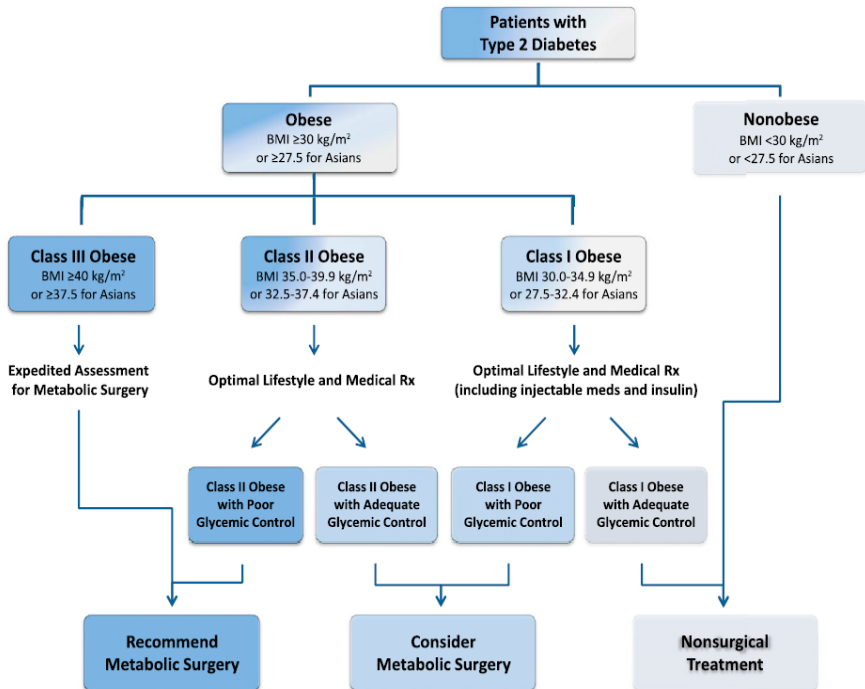 Patients with
Type 2 Diabetes
Obese
BMI ≥30 kg/m²
or ≥27.5 for Asians
Nonobese
BMI <30 kg/m²
or <27.5 for Asians
Class III Obese
BMI ≥40 kg/m²
or ≥37.5 for Asians
Class II Obese
BMI 35.0-39.9 kg/m²
or 32.5-37.4 for Asians
Class I Obese
BMI 30.0-34.9 kg/m²
or 27.5-32.4 for Asians
Expedited Assessment
for Metabolic Surgery
Optimal Lifestyle and Medical Rx
Optimal Lifestyle and Medical Rx
(including injectable meds and insulin)
Class II Obese
with Poor
Glycemic Control
Class II Obese
with Adequate
Glycemic Control
Class I Obese
with Poor
Glycemic Control
Class I Obese
with Adequate
Glycemic Control
Recommend
Metabolic Surgery
Consider
Metabolic Surgery
Nonsurgical
Treatment